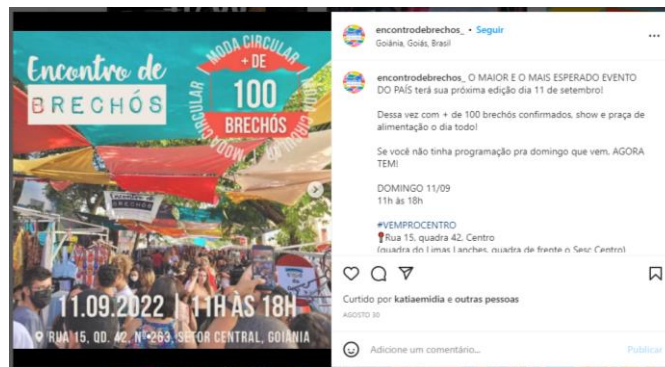 Encontro de
BRECHÓS
MODA CIRCULAR
+ DE
100
BRECHÓS
MODA CIRCULAR
MODA CIRCULAR
Encontro de
BRECHÓS
11.09.2022 | 11H ÀS 18H
RUA 15, QD. 42, Nº 263, SETOR CENTRAL, GOIÂNIA
encontrodebrechos_ • Seguir
Goiânia, Goiás, Brasil
encontrodebrechos_ O MAIOR E O MAIS ESPERADO EVENTO
DO PAÍS terá sua próxima edição dia 11 de setembro!
Dessa vez com + de 100 brechós confirmados, show e praça de
alimentação o dia todo!
Se você não tinha programação pra domingo que vem. AGORA
TEM!
DOMINGO 11/09
11h às 18h
#VEMPROCENTRO
Rua 15, quadra 42, Centro
(quadra do Limas Lanches, quadra de frente o Sesc Centro)
Curtido por katiaemidia e outras pessoas
AGOSTO 30
Adicione um comentário...
Publicar